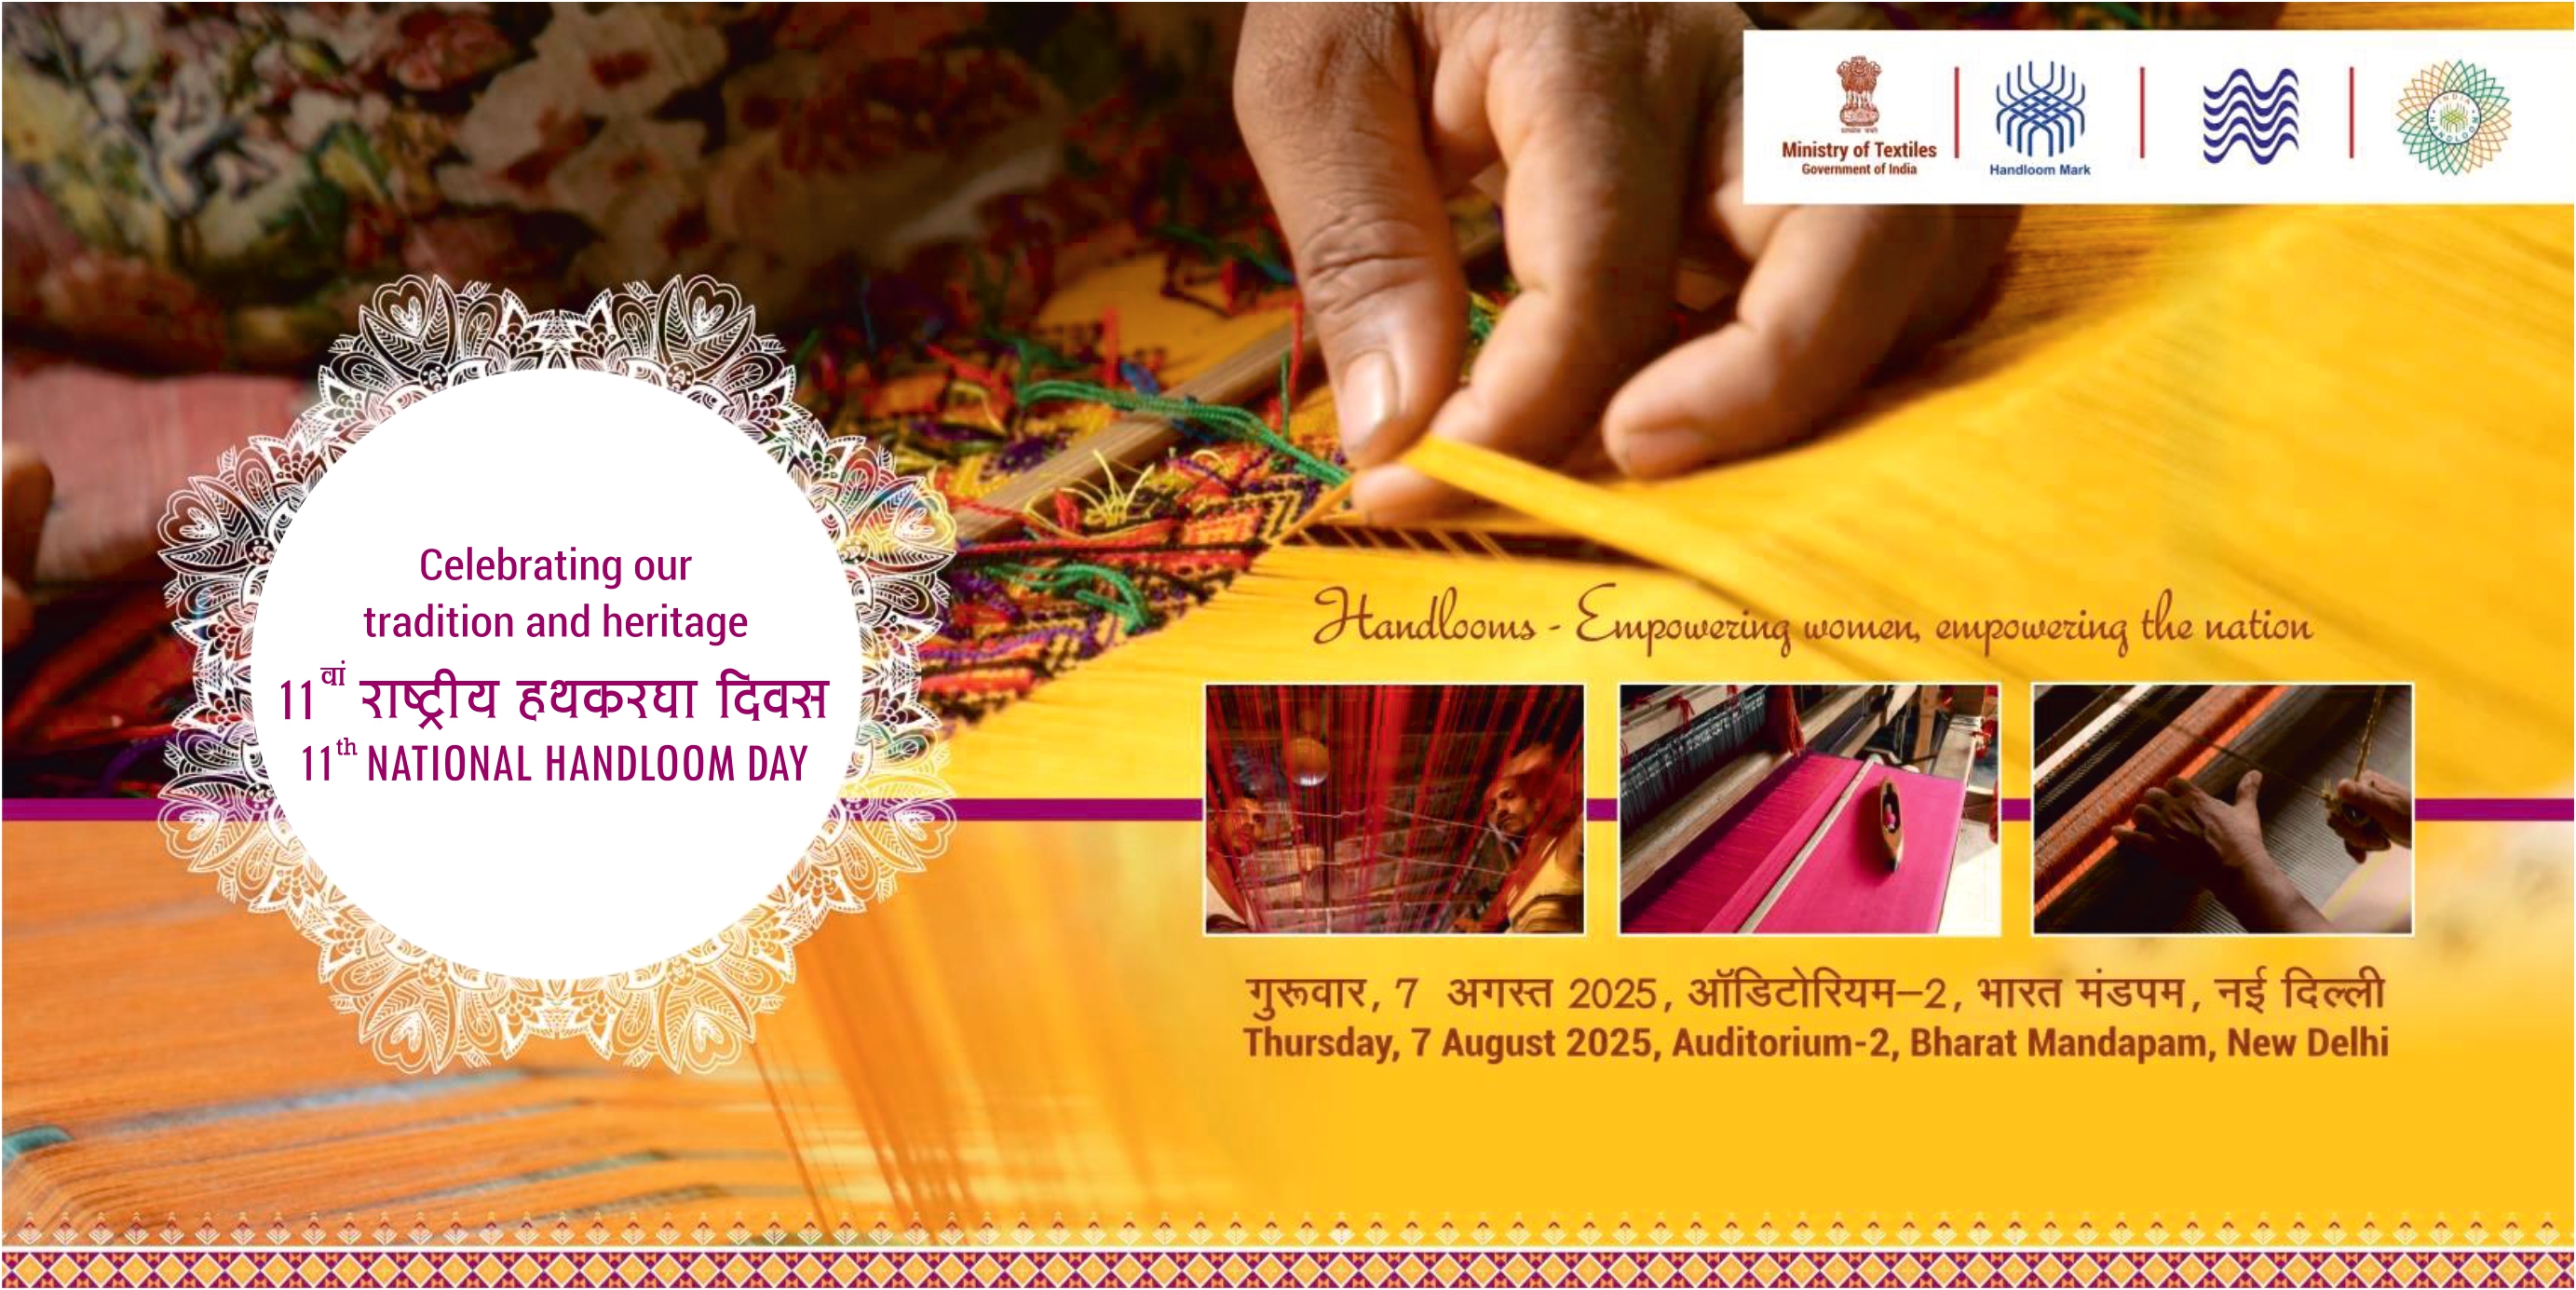 Ministry of Textiles
Government of India
Handloom Mark
INDIA HANDLOOM
Celebrating our
tradition and heritage
11वां राष्ट्रीय हथकरघा दिवस
11th NATIONAL HANDLOOM DAY
Handlooms - Empowering women, empowering the nation
गुरूवार, 7 अगस्त 2025, ऑडिटोरियम–2, भारत मंडपम, नई दिल्ली
Thursday, 7 August 2025, Auditorium-2, Bharat Mandapam, New Delhi